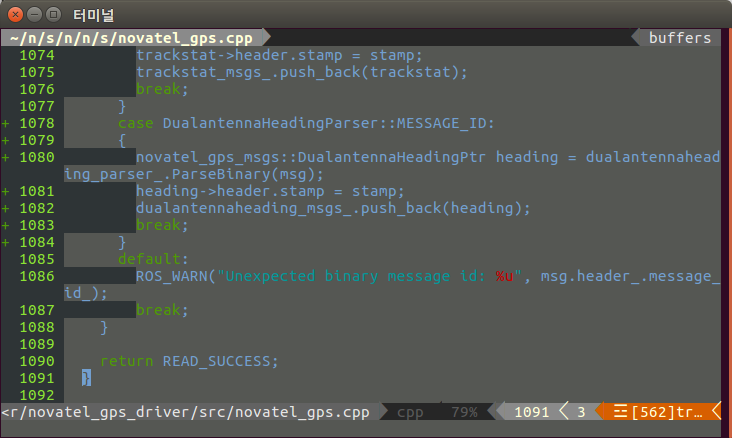 터미널
~/n/s/n/n/s/novatel_gps.cpp buffers
1074 trackstat->header.stamp = stamp;
1075 trackstat_msgs_.push_back(trackstat);
1076 break;
1077 }
+ 1078 case DualantennaHeadingParser::MESSAGE_ID:
+ 1079 {
+ 1080 novatel_gps_msgs::DualantennaHeadingPtr heading = dualantennahead
ing_parser_.ParseBinary(msg);
+ 1081 heading->header.stamp = stamp;
+ 1082 dualantennaheading_msgs_.push_back(heading);
+ 1083 break;
+ 1084 }
1085 default:
1086 ROS_WARN("Unexpected binary message id: %u", msg.header_.message_
id_);
1087 break;
1088 }
1089
1090 return READ_SUCCESS;
1091 }
1092
<r/novatel_gps_driver/src/novatel_gps.cpp cpp 79% 1091 3 ☲[562]tr…